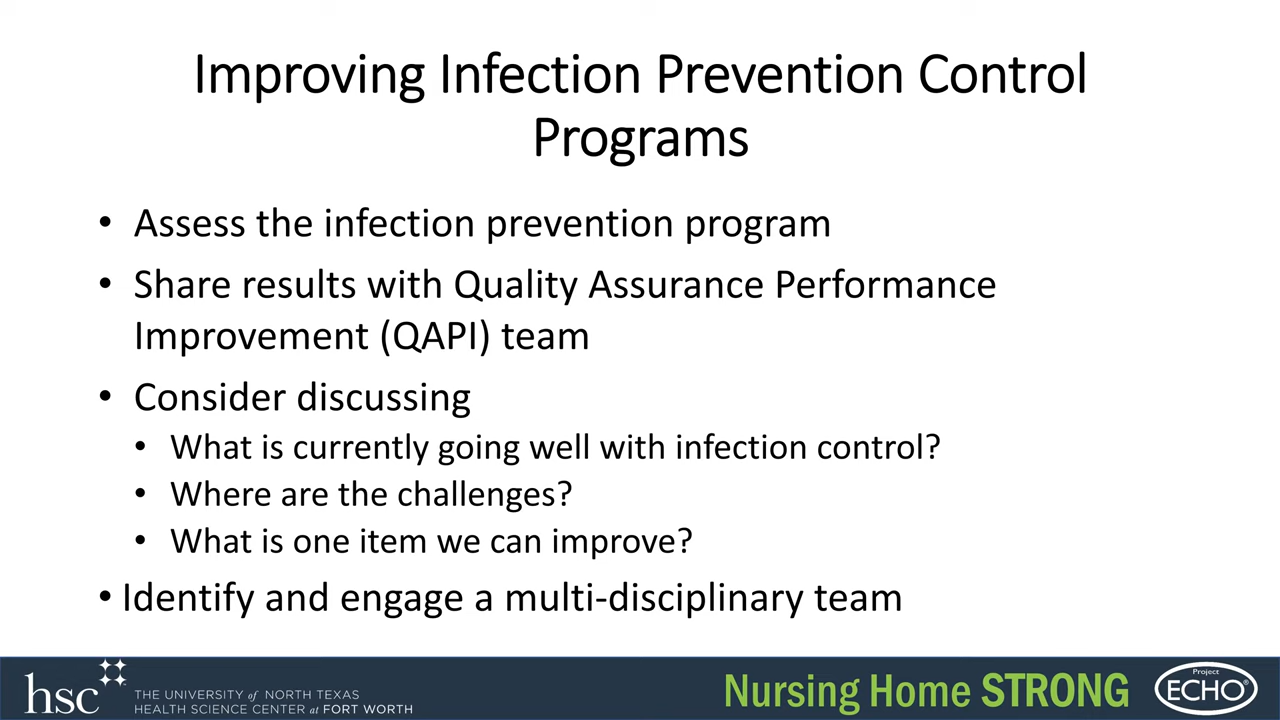 Improving Infection Prevention Control
Programs
• Assess the infection prevention program
• Share results with Quality Assurance Performance
Improvement (QAPI) team
• Consider discussing
• What is currently going well with infection control?
• Where are the challenges?
• What is one item we can improve?
• Identify and engage a multi-disciplinary team
hsc
THE UNIVERSITY of NORTH TEXAS
HEALTH SCIENCE CENTER at FORT WORTH
Nursing Home STRONG
Project
ECHO®